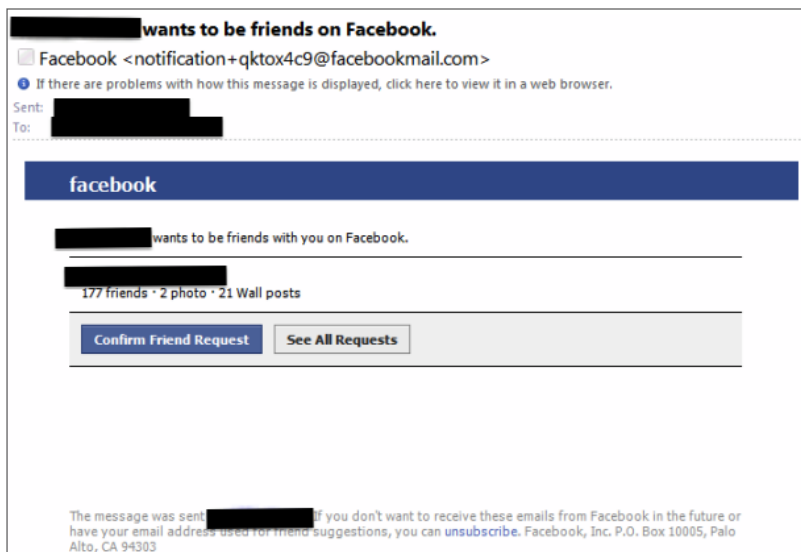 wants to be friends on Facebook.
Facebook <notification+qktox4c9@facebookmail.com>
If there are problems with how this message is displayed, click here to view it in a web browser.
Sent:
To:
facebook
wants to be friends with you on Facebook.
177 friends · 2 photo · 21 Wall posts
Confirm Friend Request See All Requests
The message was sent If you don't want to receive these emails from Facebook in the future or
have your email address used for friend suggestions, you can unsubscribe. Facebook, Inc. P.O. Box 10005, Palo
Alto, CA 94303